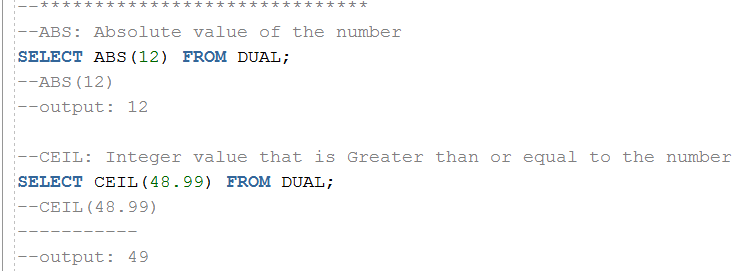 --******************************
--ABS: Absolute value of the number
SELECT ABS(12) FROM DUAL;
--ABS(12)
--output: 12
--CEIL: Integer value that is Greater than or equal to the number
SELECT CEIL(48.99) FROM DUAL;
--CEIL(48.99)
-----------
--output: 49